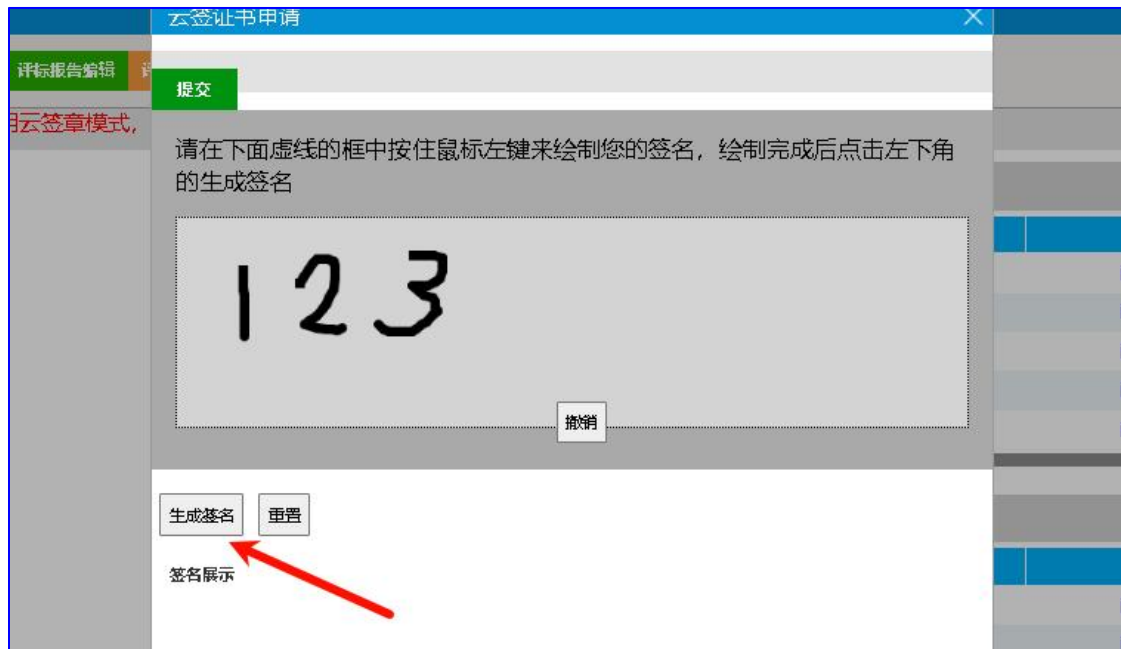 云签证书申请
评标报告编辑
提交
用云签章模式,
请在下面虚线的框中按住鼠标左键来绘制您的签名，绘制完成后点击左下角
的生成签名
123
撤销
生成签名 重置
签名展示